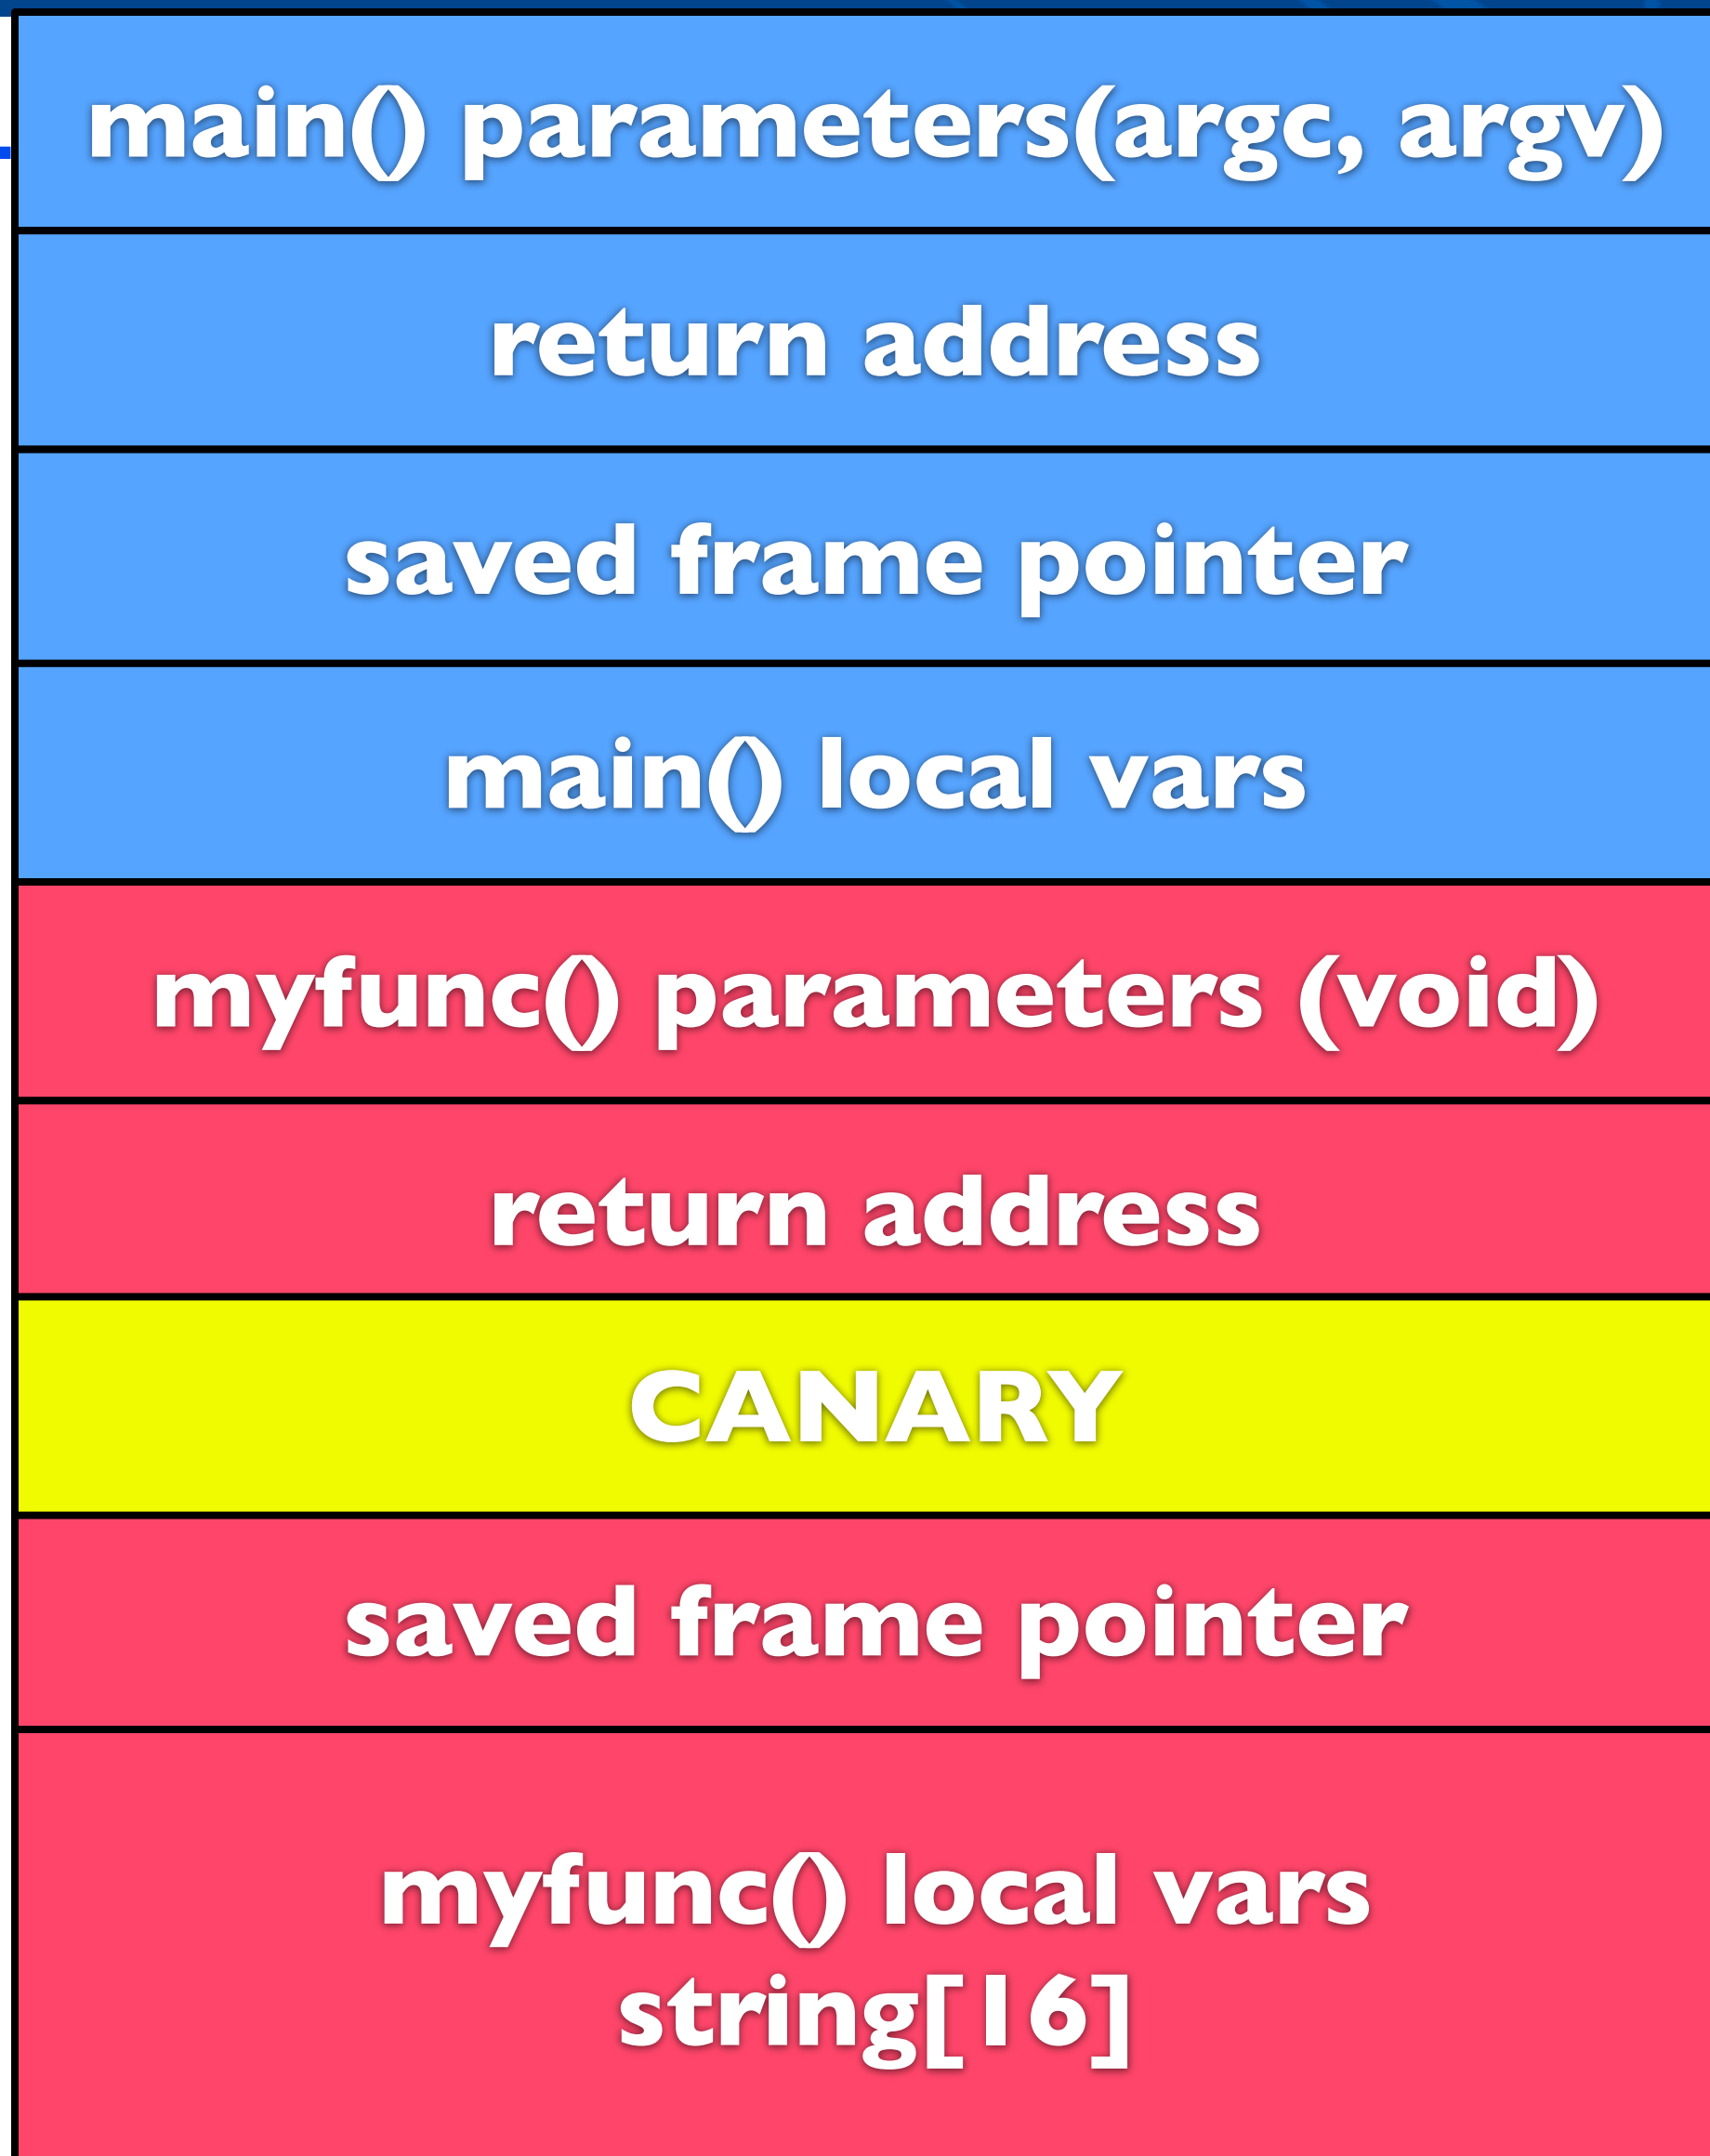 main() parameters(argc, argv)
return address
saved frame pointer
main() local vars
myfunc() parameters (void)
return address
CANARY
saved frame pointer
myfunc() local vars
string[16]